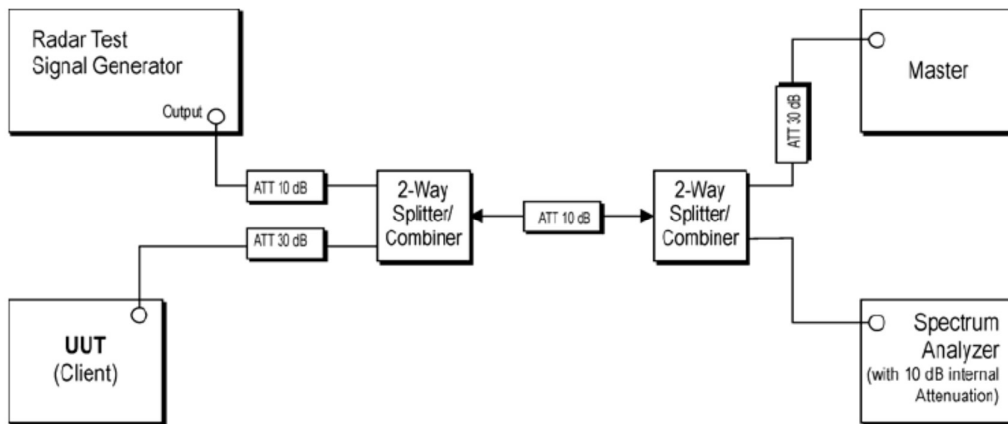 Radar Test
Signal Generator
Output
ATT 10 dB
2-Way
Splitter/
Combiner
ATT 30 dB
UUT
(Client)
ATT 10 dB
2-Way
Splitter/
Combiner
ATT 30 dB
Master
Spectrum
Analyzer
(with 10 dB internal
Attenuation)